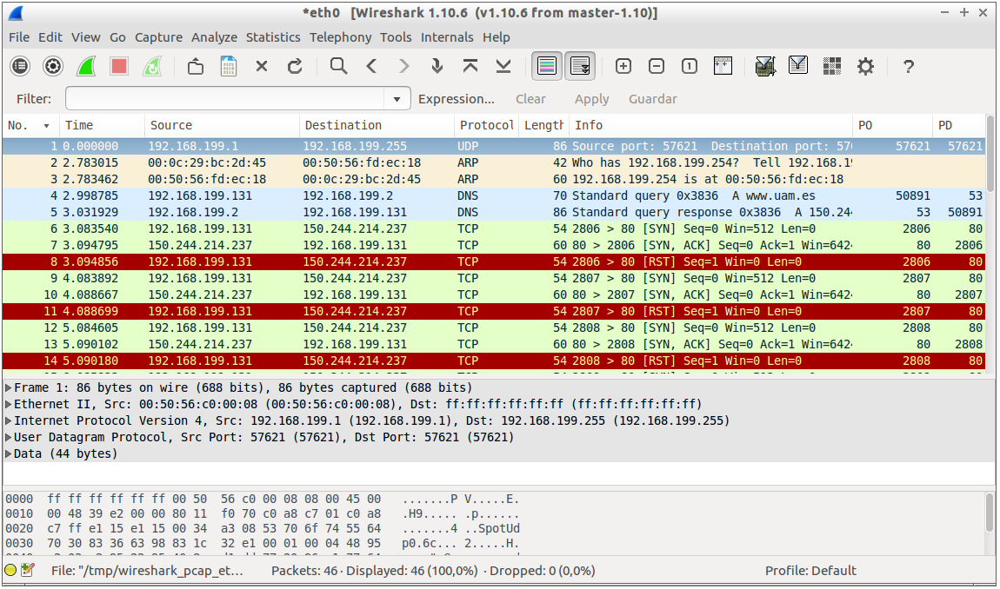 *eth0 [Wireshark 1.10.6 (v1.10.6 from master-1.10)]
File Edit View Go Capture Analyze Statistics Telephony Tools Internals Help
Filter: Expression... Clear Apply Guardar
No. Time Source Destination Protocol Length Info PO PD
1 0.000000 192.168.199.1 192.168.199.255 UDP 86 Source port: 57621 Destination port: 57 57621 57621
2 2.783015 00:0c:29:bc:2d:45 00:50:56:fd:ec:18 ARP 42 Who has 192.168.199.254? Tell 192.168.1
3 2.783462 00:50:56:fd:ec:18 00:0c:29:bc:2d:45 ARP 60 192.168.199.254 is at 00:50:56:fd:ec:18
4 2.998785 192.168.199.131 192.168.199.2 DNS 70 Standard query 0x3836 A www.uam.es 50891 53
5 3.031929 192.168.199.2 192.168.199.131 DNS 86 Standard query response 0x3836 A 150.244 53 50891
6 3.083540 192.168.199.131 150.244.214.237 TCP 54 2806 > 80 [SYN] Seq=0 Win=512 Len=0 2806 80
7 3.094795 150.244.214.237 192.168.199.131 TCP 60 80 > 2806 [SYN, ACK] Seq=0 Ack=1 Win=642 80 2806
8 3.094856 192.168.199.131 150.244.214.237 TCP 54 2806 > 80 [RST] Seq=1 Win=0 Len=0 2806 80
9 4.083892 192.168.199.131 150.244.214.237 TCP 54 2807 > 80 [SYN] Seq=0 Win=512 Len=0 2807 80
10 4.088667 150.244.214.237 192.168.199.131 TCP 60 80 > 2807 [SYN, ACK] Seq=0 Ack=1 Win=642 80 2807
11 4.088699 192.168.199.131 150.244.214.237 TCP 54 2807 > 80 [RST] Seq=1 Win=0 Len=0 2807 80
12 5.084605 192.168.199.131 150.244.214.237 TCP 54 2808 > 80 [SYN] Seq=0 Win=512 Len=0 2808 80
13 5.090102 150.244.214.237 192.168.199.131 TCP 60 80 > 2808 [SYN, ACK] Seq=0 Ack=1 Win=642 80 2808
14 5.090180 192.168.199.131 150.244.214.237 TCP 54 2808 > 80 [RST] Seq=1 Win=0 Len=0 2808 80
Frame 1: 86 bytes on wire (688 bits), 86 bytes captured (688 bits)
Ethernet II, Src: 00:50:56:c0:00:08 (00:50:56:c0:00:08), Dst: ff:ff:ff:ff:ff:ff (ff:ff:ff:ff:ff:ff)
Internet Protocol Version 4, Src: 192.168.199.1 (192.168.199.1), Dst: 192.168.199.255 (192.168.199.255)
User Datagram Protocol, Src Port: 57621 (57621), Dst Port: 57621 (57621)
Data (44 bytes)
0000 ff ff ff ff ff ff 00 50 56 c0 00 08 08 00 45 00 .......P V.....E.
0010 00 48 39 e2 00 00 80 11 f0 70 c0 a8 c7 01 c0 a8 .H9..... .p......
0020 c7 ff e1 15 e1 15 00 34 a3 08 53 70 6f 74 55 64 .......4 ..SpotUd
0030 70 30 83 36 63 98 83 1c 32 e1 00 01 00 04 48 95 p0.6c... 2.....H.
File: "/tmp/wireshark_pcap_et... Packets: 46 · Displayed: 46 (100,0%) · Dropped: 0 (0,0%) Profile: Default